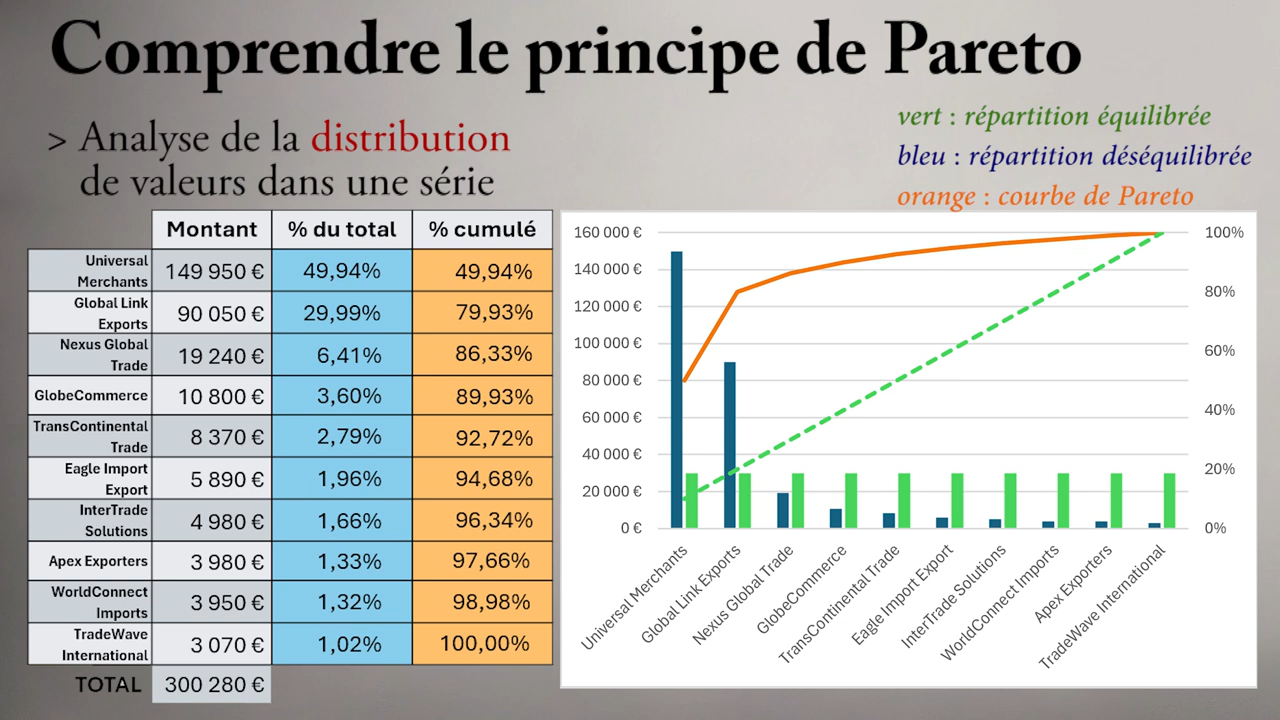 Comprendre le principe de Pareto
> Analyse de la distribution
de valeurs dans une série
vert : répartition équilibrée
bleu : répartition déséquilibrée
orange : courbe de Pareto
Montant % du total % cumulé
Universal
Merchants 149 950 € 49,94% 49,94%
Global Link
Exports 90 050 € 29,99% 79,93%
Nexus Global
Trade 19 240 € 6,41% 86,33%
GlobeCommerce 10 800 € 3,60% 89,93%
TransContinental
Trade 8 370 € 2,79% 92,72%
Eagle Import
Export 5 890 € 1,96% 94,68%
InterTrade
Solutions 4 980 € 1,66% 96,34%
Apex Exporters 3 980 € 1,33% 97,66%
WorldConnect
Imports 3 950 € 1,32% 98,98%
TradeWave
International 3 070 € 1,02% 100,00%
TOTAL 300 280 €
160 000 €
140 000 €
120 000 €
100 000 €
80 000 €
60 000 €
40 000 €
20 000 €
0 €
100%
80%
60%
40%
20%
0%
Universal Merchants
Global Link Exports
Nexus Global Trade
GlobeCommerce
TransContinental Trade
Eagle Import Export
InterTrade Solutions
WorldConnect Imports
Apex Exporters
TradeWave International